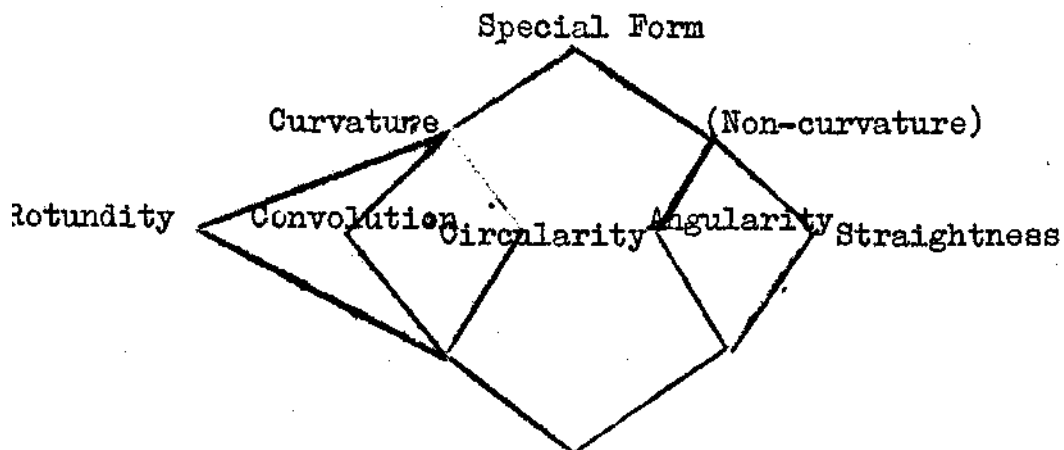 Special Form
Curvature (Non-curvature)
Rotundity Convolution Circularity Angularity Straightness